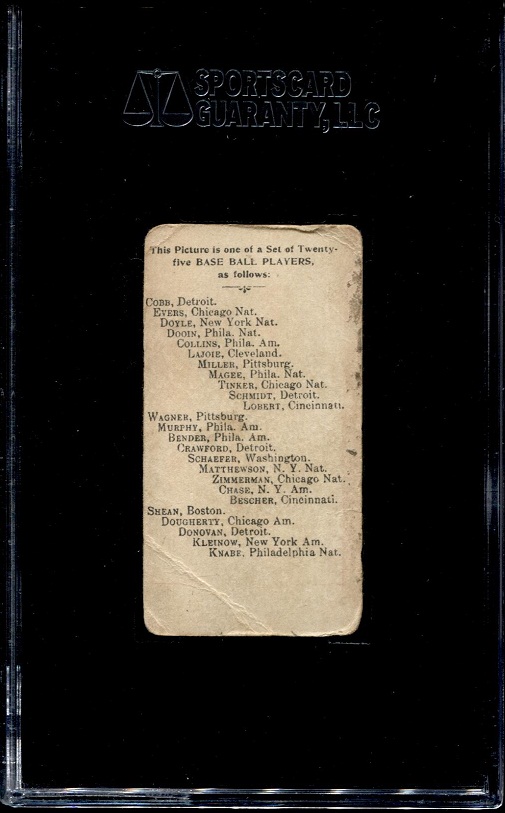 SPORTSCARD
GUARANTY, LLC
This Picture is one of a Set of Twenty-
five BASE BALL PLAYERS,
as follows:
COBB, Detroit.
EVERS, Chicago Nat.
DOYLE, New York Nat.
DOOIN, Phila. Nat.
COLLINS, Phila. Am.
LAJOIE, Cleveland.
MILLER, Pittsburg.
MAGEE, Phila. Nat.
TINKER, Chicago Nat.
SCHMIDT, Detroit.
LOBERT, Cincinnati.
WAGNER, Pittsburg.
MURPHY, Phila. Am.
BENDER, Phila. Am.
CRAWFORD, Detroit.
SCHAEFER, Washington.
MATTHEWSON, N. Y. Nat.
ZIMMERMAN, Chicago Nat.
CHASE, N. Y. Am.
BESCHER, Cincinnati.
SHEAN, Boston.
DOUGHERTY, Chicago Am.
DONOVAN, Detroit.
KLEINOW, New York Am.
KNABE, Philadelphia Nat.